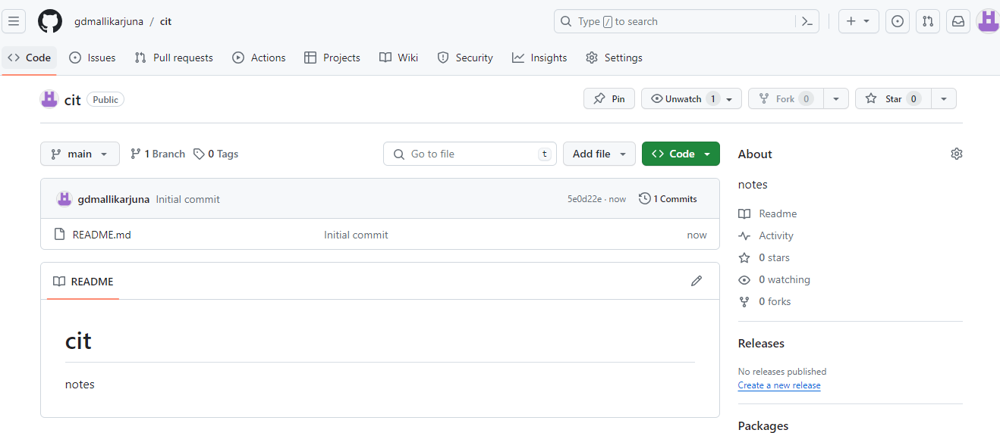 gdmallikarjuna / cit
Type / to search
Code Issues Pull requests Actions Projects Wiki Security Insights Settings
cit Public
Pin Unwatch 1 Fork 0 Star 0
main 1 Branch 0 Tags Go to file t Add file Code
gdmallikarjuna Initial commit 5e0d22e · now 1 Commits
README.md Initial commit now
README
cit
notes
About
notes
Readme
Activity
0 stars
0 watching
0 forks
Releases
No releases published
Create a new release
Packages